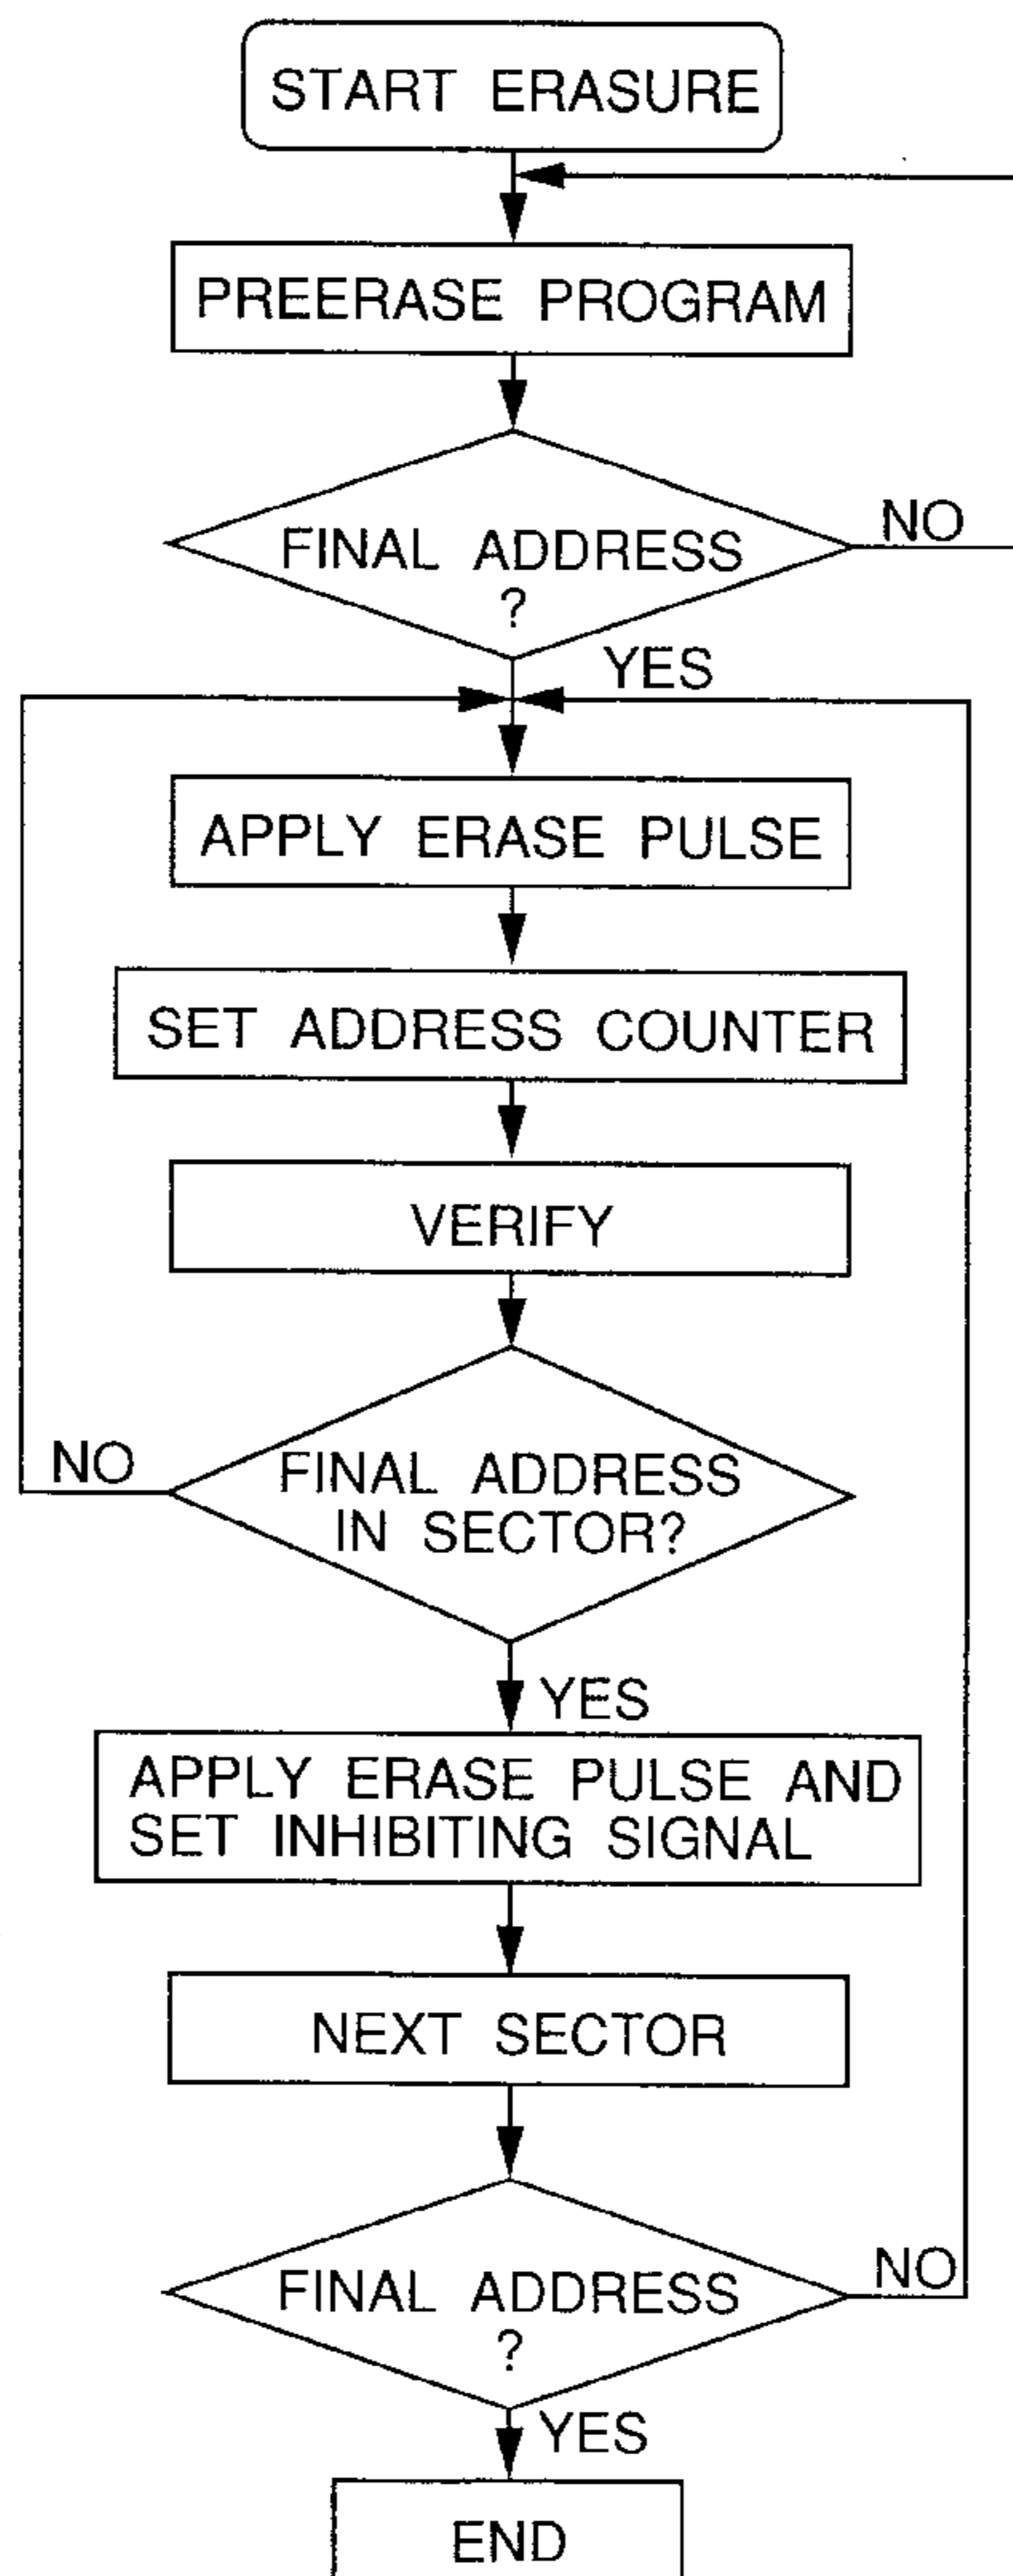 START ERASURE
PREERASE PROGRAM
FINAL ADDRESS
?
NO
YES
APPLY ERASE PULSE
SET ADDRESS COUNTER
VERIFY
FINAL ADDRESS
IN SECTOR?
NO
YES
APPLY ERASE PULSE AND
SET INHIBITING SIGNAL
NEXT SECTOR
FINAL ADDRESS
?
NO
YES
END